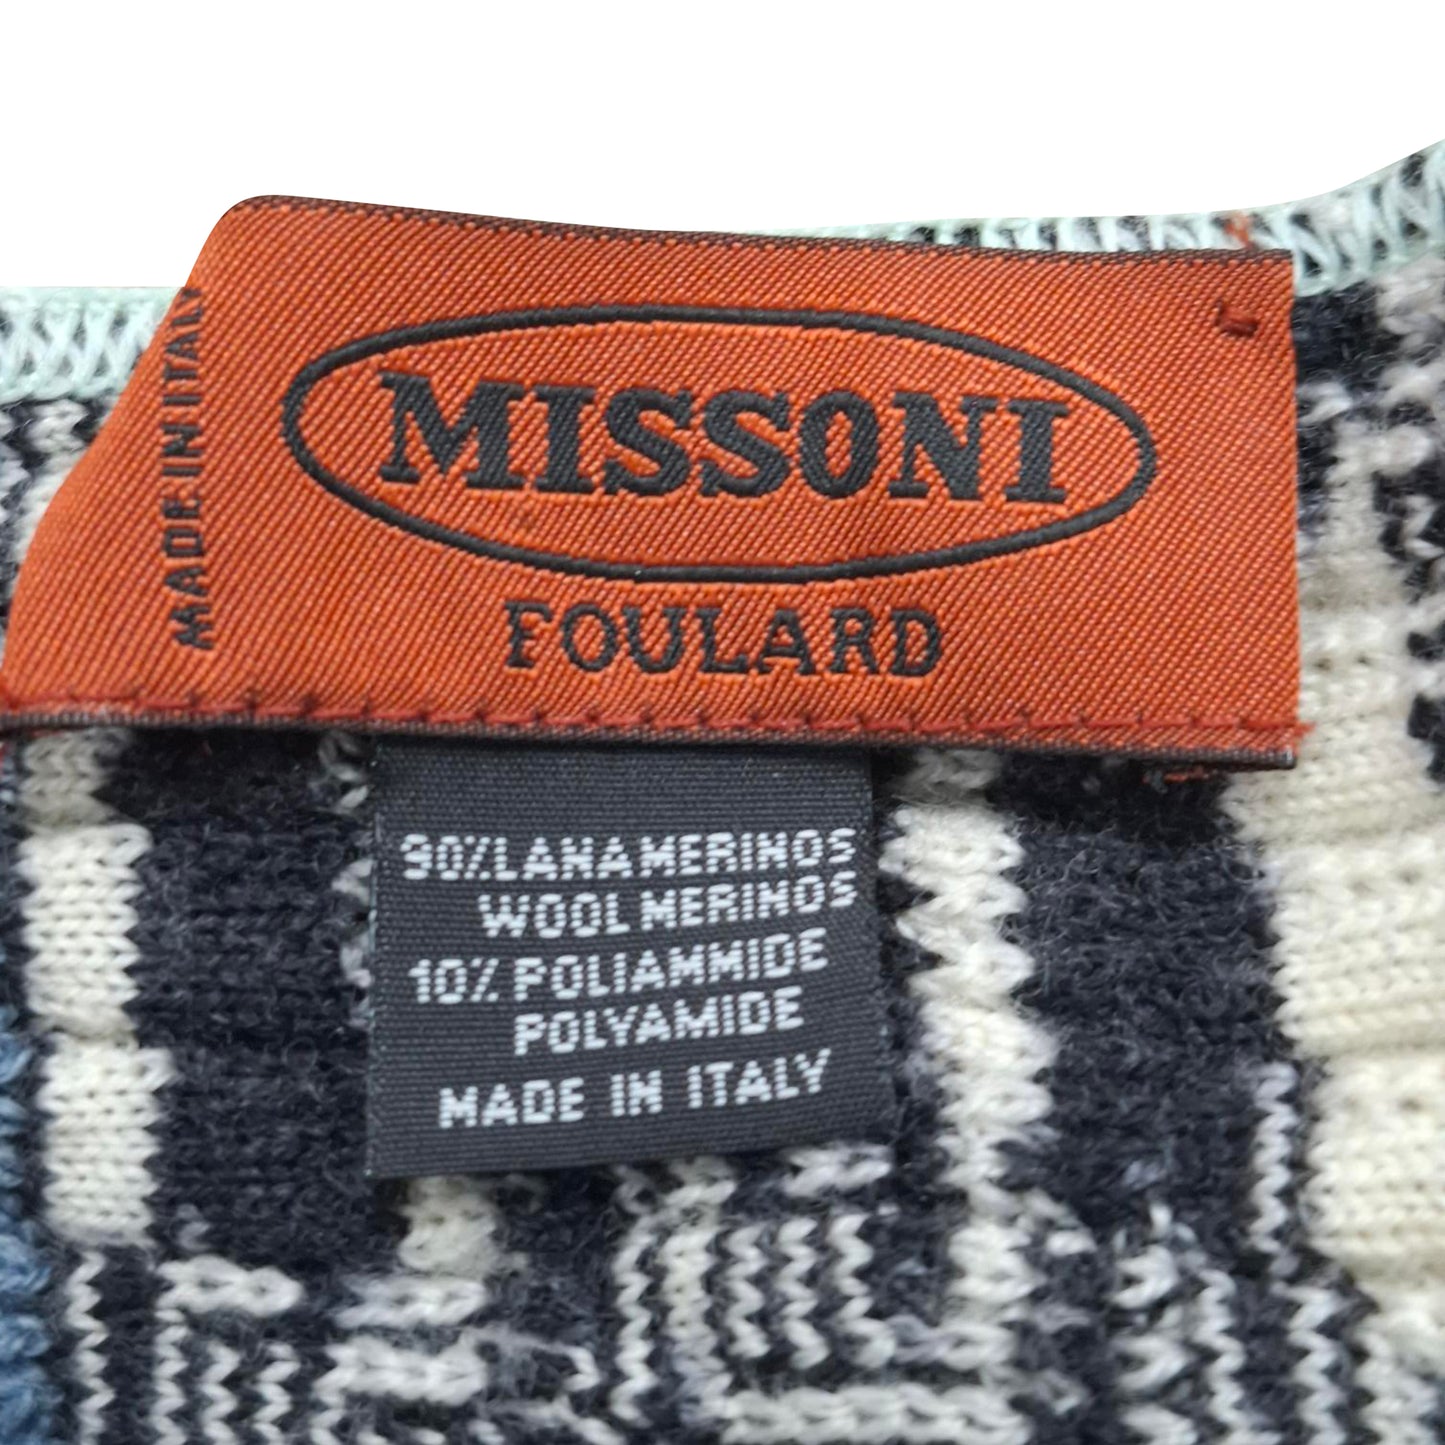 MADE IN ITALY
MISSONI
FOULARD
90% LANA MERINOS
WOOL MERINOS
10% POLIAMMIDE
POLYAMIDE
MADE IN ITALY